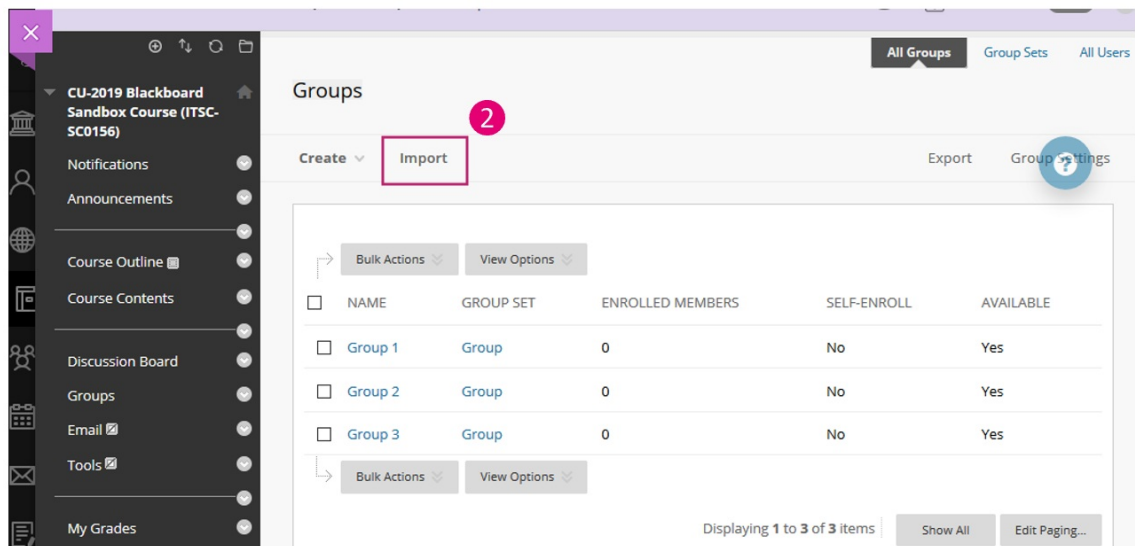 All Groups Group Sets All Users
CU-2019 Blackboard
Sandbox Course (ITSC-
SC0156)
Groups
2
Notifications
Create Import Export Group Settings
Announcements
Course Outline
Bulk Actions View Options
Course Contents
NAME GROUP SET ENROLLED MEMBERS SELF-ENROLL AVAILABLE
Group 1 Group 0 No Yes
Discussion Board
Group 2 Group 0 No Yes
Groups
Email
Group 3 Group 0 No Yes
Tools
Bulk Actions View Options
My Grades
Displaying 1 to 3 of 3 items Show All Edit Paging...